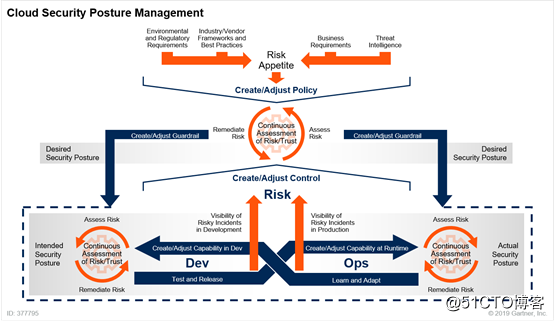 Cloud Security Posture Management
Environmental
and Regulatory
Requirements
Industry/Vendor
Frameworks and
Best Practices
Business
Requirements
Threat
Intelligence
Risk
Appetite
Create/Adjust Policy
Create/Adjust Guardrail
Remediate
Risk
Continuous
Assessment
of Risk/Trust
Assess
Risk
Create/Adjust Guardrail
Desired
Security Posture
Desired
Security Posture
Create/Adjust Control
Risk
Visibility of
Risky Incidents
in Development
Visibility of
Risky Incidents
in Production
Assess Risk
Intended
Security
Posture
Continuous
Assessment
of Risk/Trust
Remediate Risk
Create/Adjust Capability in Dev
Dev
Test and Release
Create/Adjust Capability at Runtime
Ops
Learn and Adapt
Assess Risk
Continuous
Assessment
of Risk/Trust
Remediate Risk
Actual
Security
Posture
@51CTO博客
ID: 377795
© 2019 Gartner, Inc.